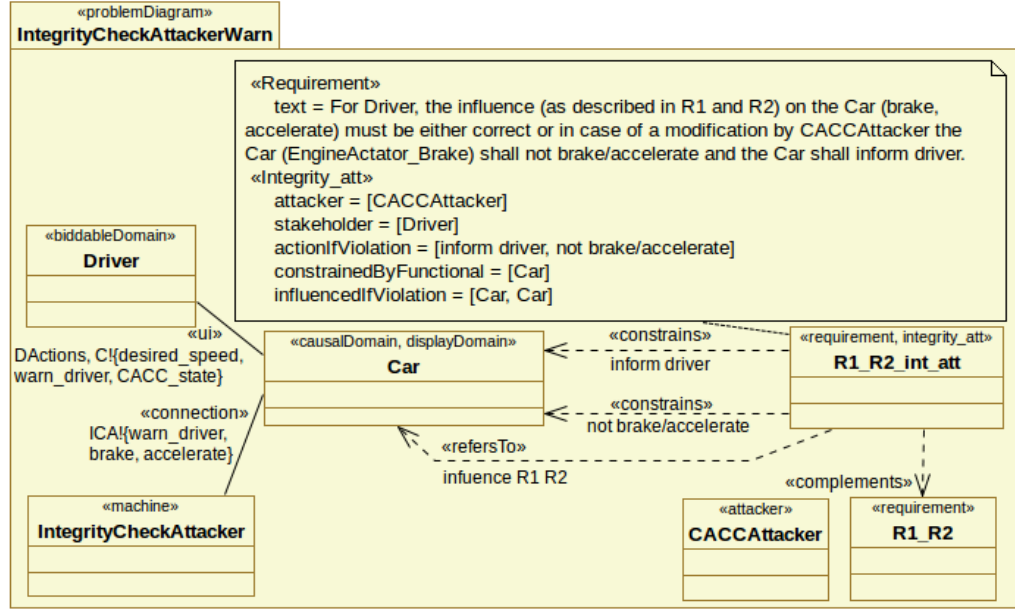 «problemDiagram»
IntegrityCheckAttackerWarn
«Requirement»
text = For Driver, the influence (as described in R1 and R2) on the Car (brake,
accelerate) must be either correct or in case of a modification by CACCAttacker the
Car (EngineActator_Brake) shall not brake/accelerate and the Car shall inform driver.
«Integrity_att»
attacker = [CACCAttacker]
stakeholder = [Driver]
actionIfViolation = [inform driver, not brake/accelerate]
constrainedByFunctional = [Car]
influencedIfViolation = [Car, Car]
«biddableDomain»
Driver
«ui»
DActions, C!{desired_speed,
warn_driver, CACC_state}
«causalDomain, displayDomain»
Car
«constrains»
inform driver
«constrains»
not brake/accelerate
«refersTo»
infuence R1 R2
«requirement, integrity_att»
R1_R2_int_att
«connection»
ICA!{warn_driver,
brake, accelerate}
«complements»
«machine»
IntegrityCheckAttacker
«attacker»
CACCAttacker
«requirement»
R1_R2